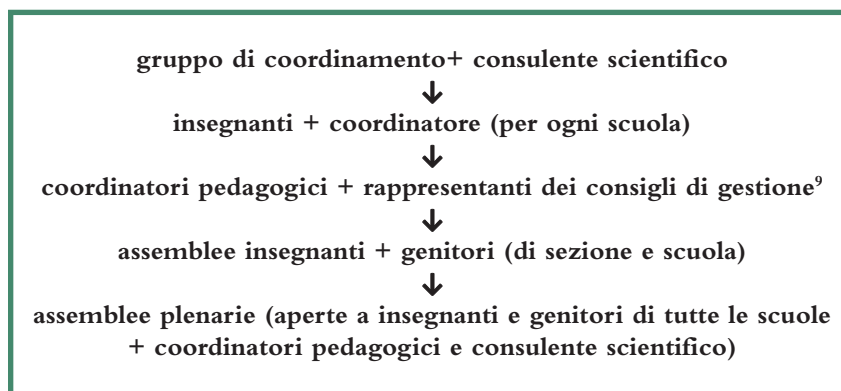 gruppo di coordinamento+ consulente scientifico
↓
insegnanti + coordinatore (per ogni scuola)
↓
coordinatori pedagogici + rappresentanti dei consigli di gestione⁹
↓
assemblee insegnanti + genitori (di sezione e scuola)
↓
assemblee plenarie (aperte a insegnanti e genitori di tutte le scuole
+ coordinatori pedagogici e consulente scientifico)